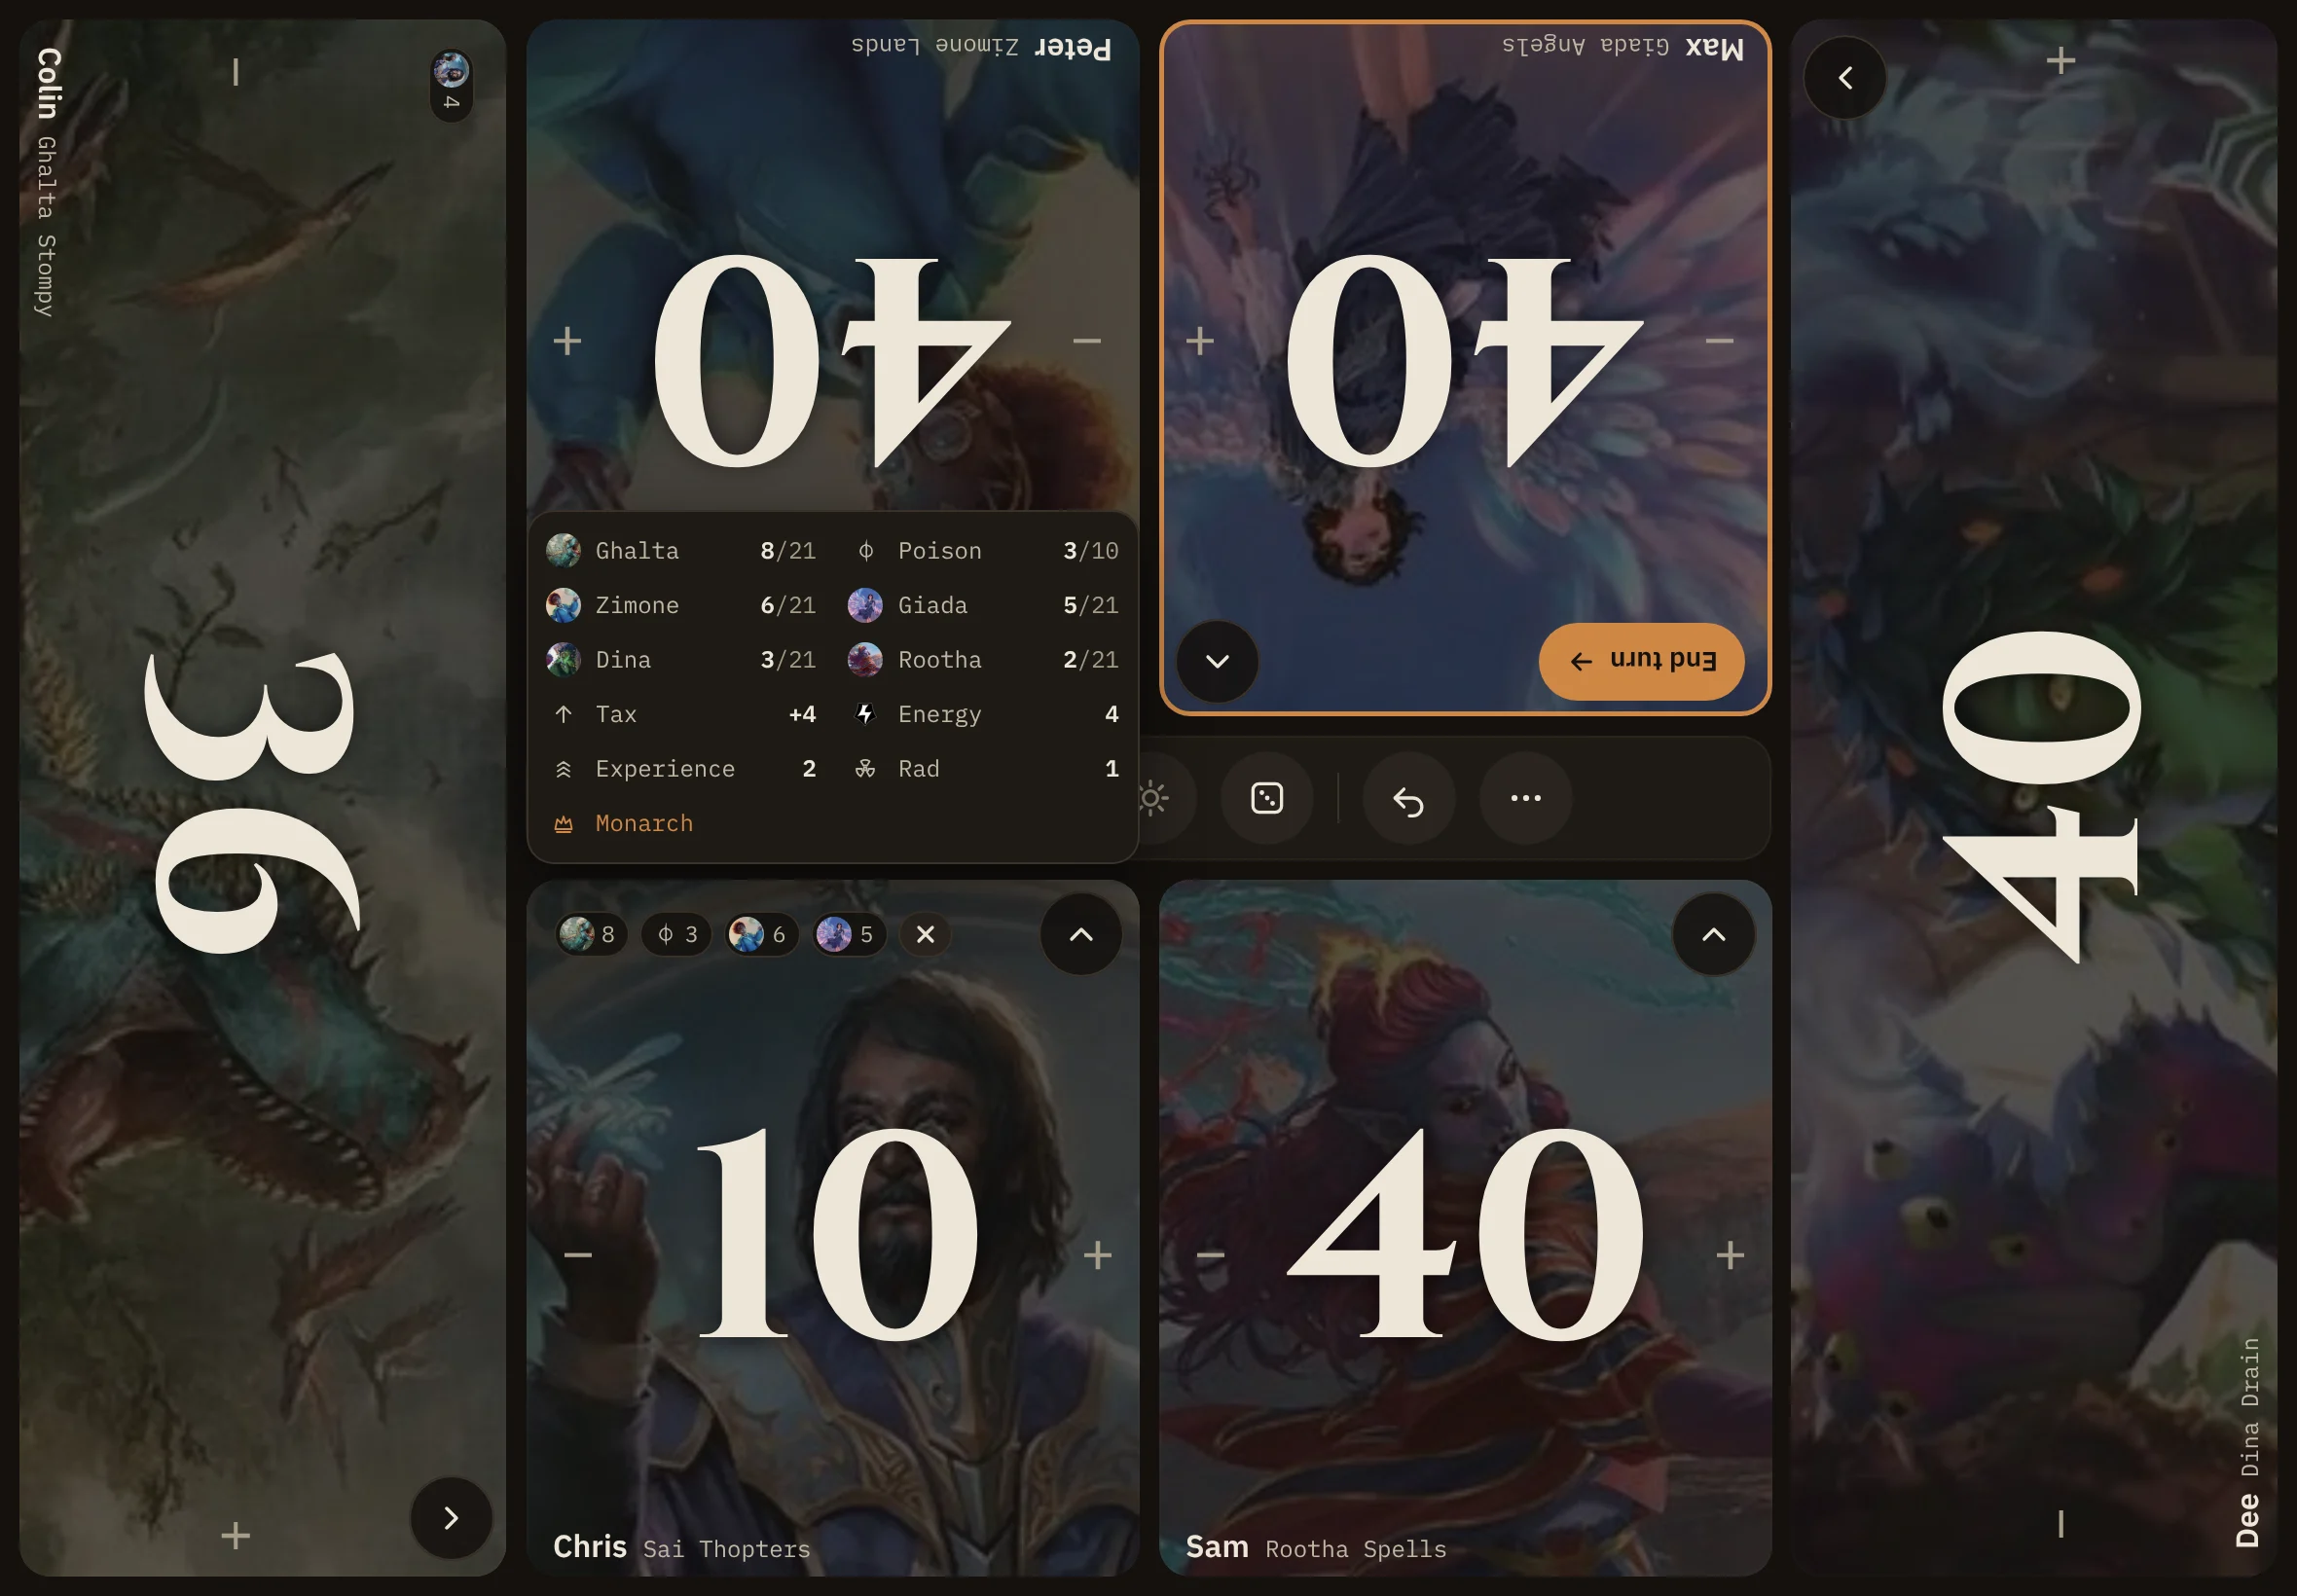 Colin Ghalta Stompy
4
36
Peter Zimone Lands
40
Max Giada Angels
40
End turn
40
Dee Dina Drain
Ghalta 8/21 Poison 3/10
Zimone 6/21 Giada 5/21
Dina 3/21 Rootha 2/21
Tax +4 Energy 4
Experience 2 Rad 1
Monarch
8 3 6 5
10
Chris Sai Thopters
40
Sam Rootha Spells